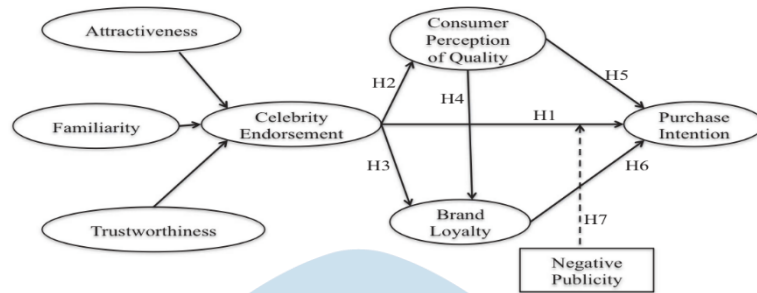 Attractiveness
Consumer
Perception
of Quality
H2
H5
H4
Familiarity
Celebrity
Endorsement
H1
Purchase
Intention
H3
H6
Trustworthiness
Brand
Loyalty
H7
Negative
Publicity